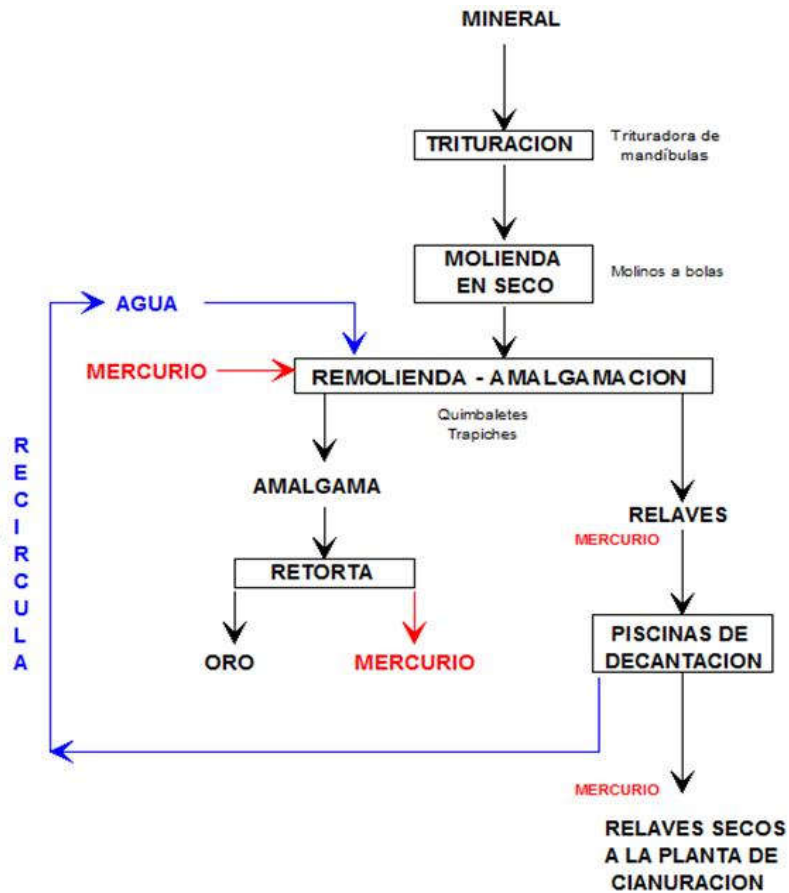 MINERAL
TRITURACION
Trituradora de
mandíbulas
MOLIENDA
EN SECO
Molinos a bolas
AGUA
MERCURIO
REMOLIENDA - AMALGAMACION
Quimbaletes
Trapiches
RECIRCULA
AMALGAMA
RELAVES
MERCURIO
RETORTA
ORO
MERCURIO
PISCINAS DE
DECANTACION
MERCURIO
RELAVES SECOS
A LA PLANTA DE
CIANURACION